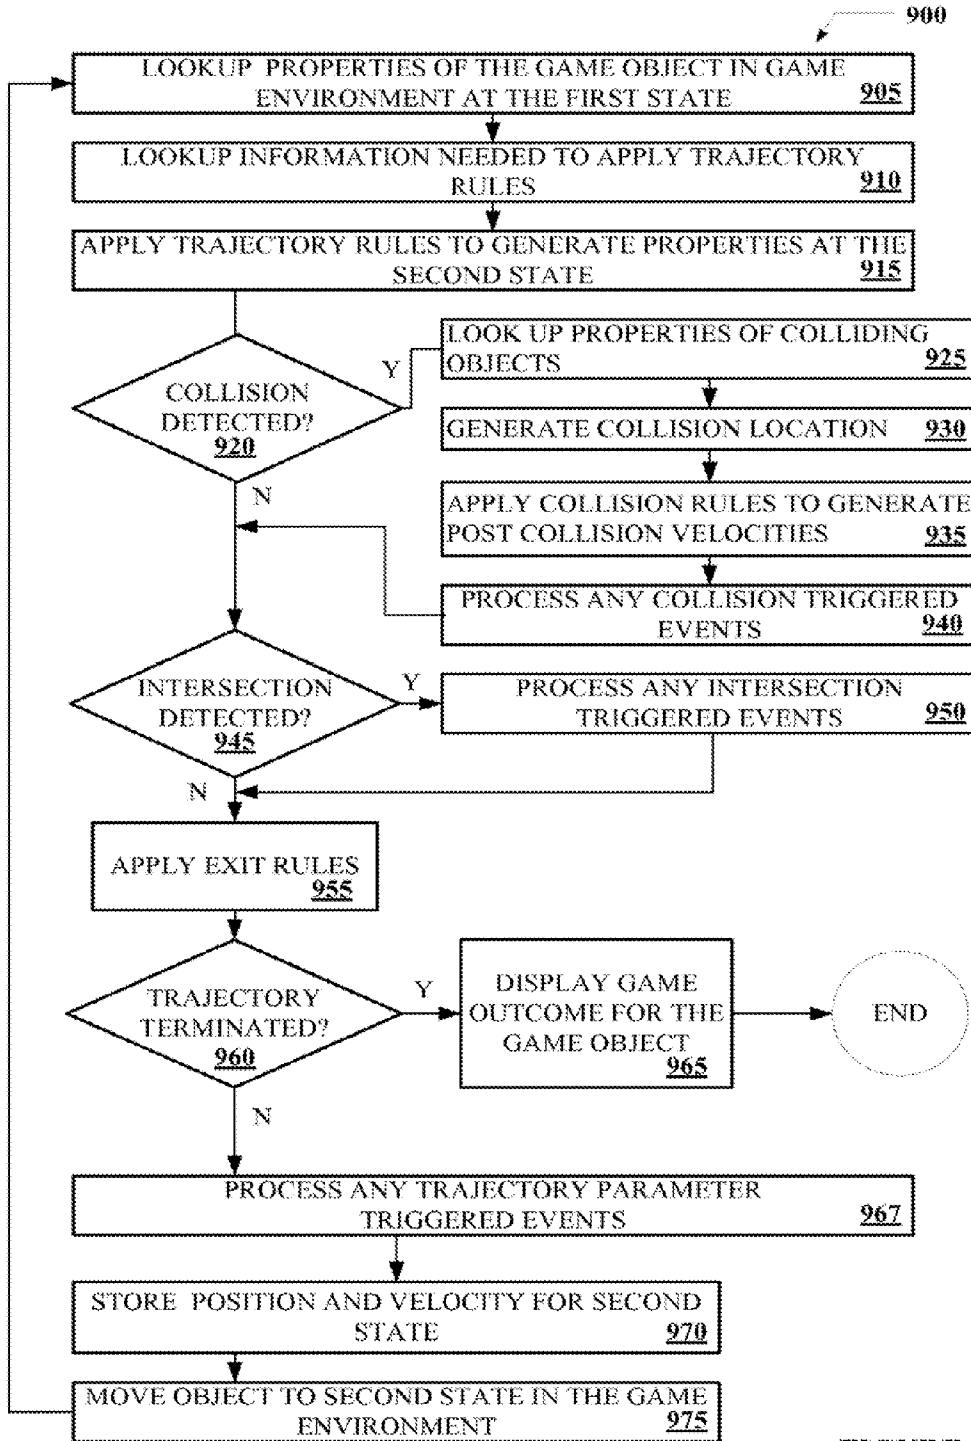 900
LOOKUP PROPERTIES OF THE GAME OBJECT IN GAME
ENVIRONMENT AT THE FIRST STATE
905
LOOKUP INFORMATION NEEDED TO APPLY TRAJECTORY
RULES
910
APPLY TRAJECTORY RULES TO GENERATE PROPERTIES AT THE
SECOND STATE
915
COLLISION
DETECTED?
920
Y
LOOK UP PROPERTIES OF COLLIDING
OBJECTS
925
GENERATE COLLISION LOCATION
930
N
APPLY COLLISION RULES TO GENERATE
POST COLLISION VELOCITIES
935
PROCESS ANY COLLISION TRIGGERED
EVENTS
940
INTERSECTION
DETECTED?
945
Y
PROCESS ANY INTERSECTION
TRIGGERED EVENTS
950
N
APPLY EXIT RULES
955
TRAJECTORY
TERMINATED?
960
Y
DISPLAY GAME
OUTCOME FOR THE
GAME OBJECT
965
END
N
PROCESS ANY TRAJECTORY PARAMETER
TRIGGERED EVENTS
967
STORE POSITION AND VELOCITY FOR SECOND
STATE
970
MOVE OBJECT TO SECOND STATE IN THE GAME
ENVIRONMENT
975